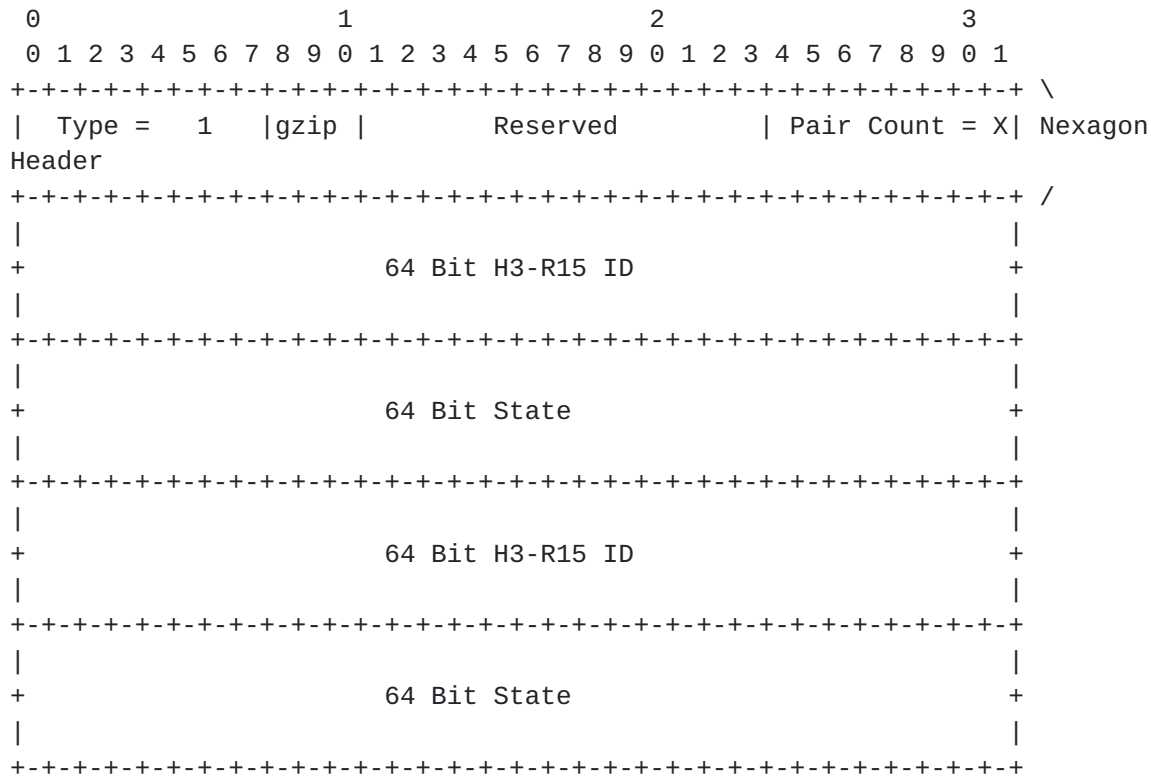 0                   1                   2                   3
 0 1 2 3 4 5 6 7 8 9 0 1 2 3 4 5 6 7 8 9 0 1 2 3 4 5 6 7 8 9 0 1
+-+-+-+-+-+-+-+-+-+-+-+-+-+-+-+-+-+-+-+-+-+-+-+-+-+-+-+-+-+-+-+-+ \
|  Type =   1   |gzip |        Reserved         | Pair Count = X| Nexagon
Header
+-+-+-+-+-+-+-+-+-+-+-+-+-+-+-+-+-+-+-+-+-+-+-+-+-+-+-+-+-+-+-+-+ /
|                                                               |
+                       64 Bit H3-R15 ID                        +
|                                                               |
+-+-+-+-+-+-+-+-+-+-+-+-+-+-+-+-+-+-+-+-+-+-+-+-+-+-+-+-+-+-+-+-+
|                                                               |
+                       64 Bit State                            +
|                                                               |
+-+-+-+-+-+-+-+-+-+-+-+-+-+-+-+-+-+-+-+-+-+-+-+-+-+-+-+-+-+-+-+-+
|                                                               |
+                       64 Bit H3-R15 ID                        +
|                                                               |
+-+-+-+-+-+-+-+-+-+-+-+-+-+-+-+-+-+-+-+-+-+-+-+-+-+-+-+-+-+-+-+-+
|                                                               |
+                       64 Bit State                            +
|                                                               |
+-+-+-+-+-+-+-+-+-+-+-+-+-+-+-+-+-+-+-+-+-+-+-+-+-+-+-+-+-+-+-+-+